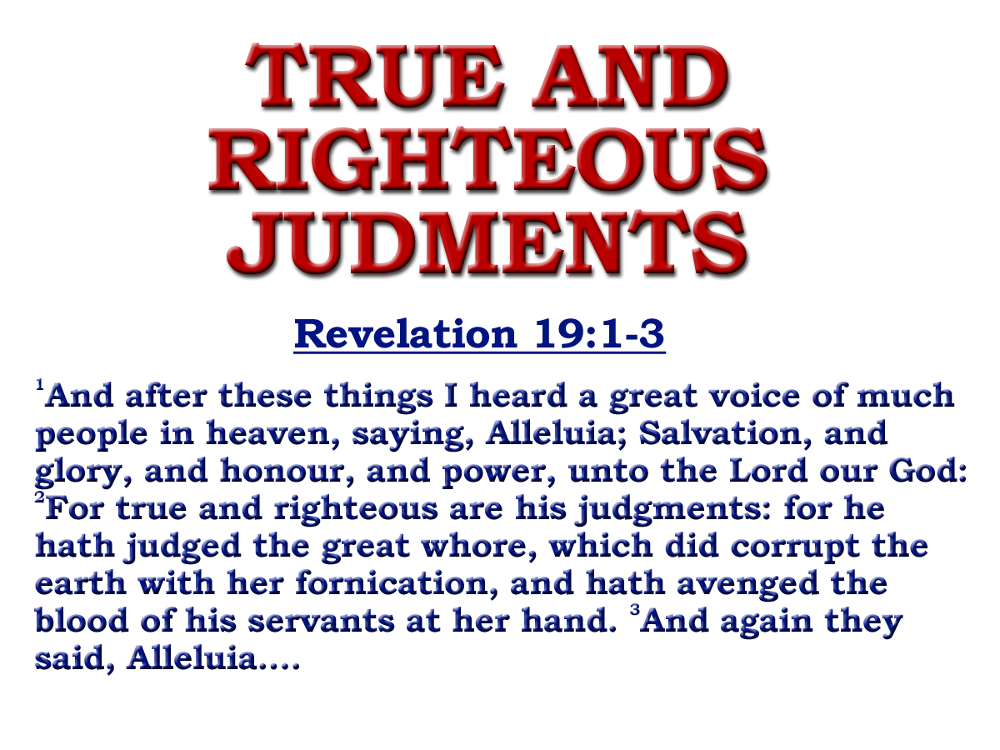 TRUE AND
RIGHTEOUS
JUDMENTS
Revelation 19:1-3
¹And after these things I heard a great voice of much
people in heaven, saying, Alleluia; Salvation, and
glory, and honour, and power, unto the Lord our God:
²For true and righteous are his judgments: for he
hath judged the great whore, which did corrupt the
earth with her fornication, and hath avenged the
blood of his servants at her hand. ³And again they
said, Alleluia....